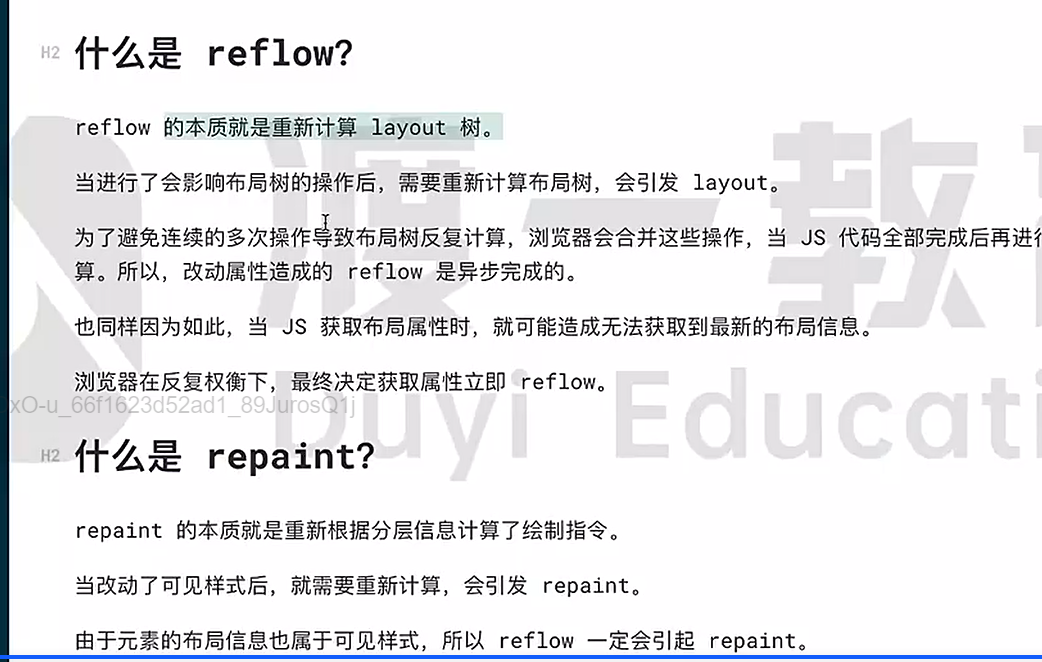 H2 什么是 reflow?
reflow 的本质就是重新计算 layout 树。
当进行了会影响布局树的操作后，需要重新计算布局树，会引发 layout。
为了避免连续的多次操作导致布局树反复计算，浏览器会合并这些操作，当 JS 代码全部完成后再进行
算。所以，改动属性造成的 reflow 是异步完成的。
也同样因为如此，当 JS 获取布局属性时，就可能造成无法获取到最新的布局信息。
浏览器在反复权衡下，最终决定获取属性立即 reflow。
xO-u_66f1623d52ad1_89JurosQ1j
渡一教
Duyi Educati
H2 什么是 repaint?
repaint 的本质就是重新根据分层信息计算了绘制指令。
当改动了可见样式后，就需要重新计算，会引发 repaint。
由于元素的布局信息也属于可见样式，所以 reflow 一定会引起 repaint。